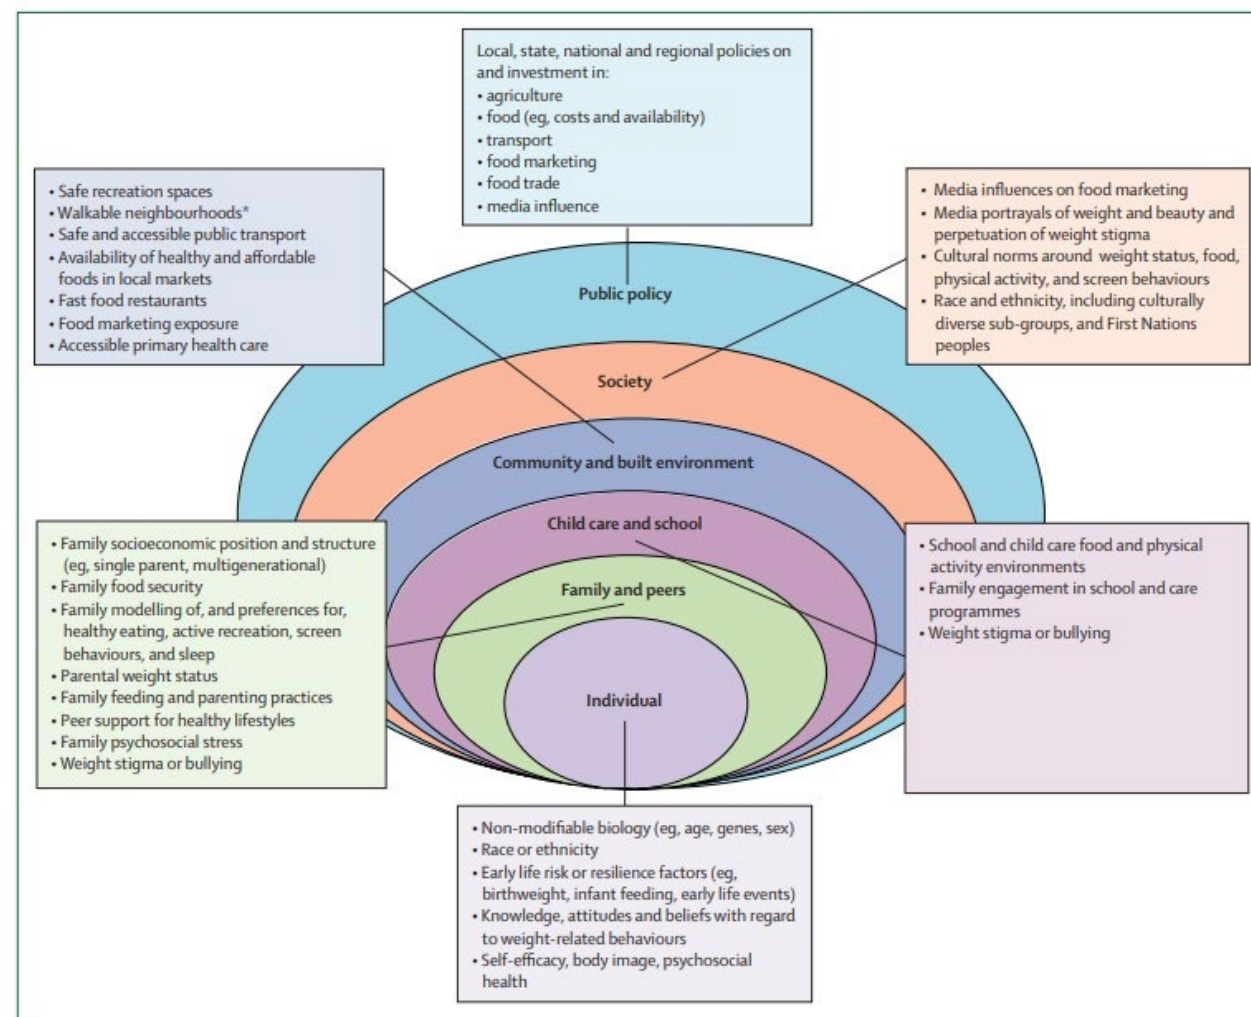 Local, state, national and regional policies on
and investment in:
• agriculture
• food (eg, costs and availability)
• transport
• food marketing
• food trade
• media influence
• Safe recreation spaces
• Walkable neighbourhoods*
• Safe and accessible public transport
• Availability of healthy and affordable
foods in local markets
• Fast food restaurants
• Food marketing exposure
• Accessible primary health care
• Media influences on food marketing
• Media portrayals of weight and beauty and
perpetuation of weight stigma
• Cultural norms around weight status, food,
physical activity, and screen behaviours
• Race and ethnicity, including culturally
diverse sub-groups, and First Nations
peoples
Public policy
Society
Community and built environment
Child care and school
Family and peers
Individual
• Family socioeconomic position and structure
(eg, single parent, multigenerational)
• Family food security
• Family modelling of, and preferences for,
healthy eating, active recreation, screen
behaviours, and sleep
• Parental weight status
• Family feeding and parenting practices
• Peer support for healthy lifestyles
• Family psychosocial stress
• Weight stigma or bullying
• School and child care food and physical
activity environments
• Family engagement in school and care
programmes
• Weight stigma or bullying
• Non-modifiable biology (eg, age, genes, sex)
• Race or ethnicity
• Early life risk or resilience factors (eg,
birthweight, infant feeding, early life events)
• Knowledge, attitudes and beliefs with regard
to weight-related behaviours
• Self-efficacy, body image, psychosocial
health